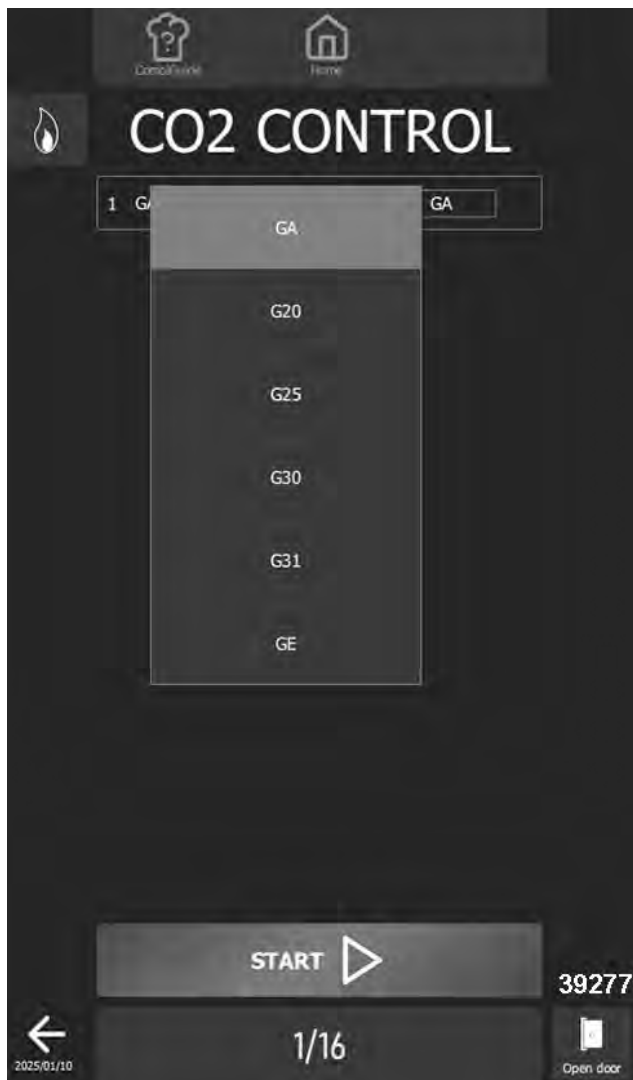 Home
CO2 CONTROL
1 GA
GA
GA
G20
G25
G30
G31
GE
START
39277
1/16
2025/01/10
Open door